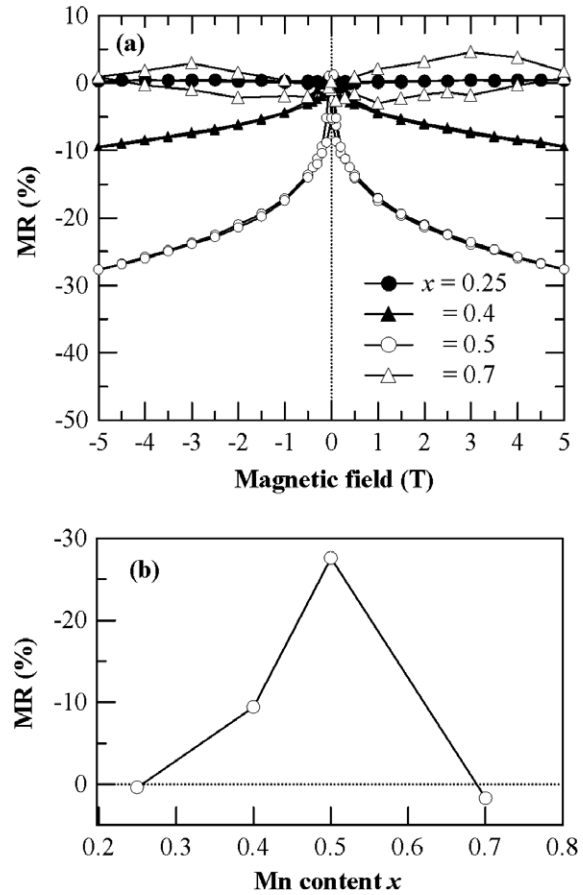 10
0
-10
-20
-30
-40
-50
MR (%)
(a)
x = 0.25
= 0.4
= 0.5
= 0.7
-5 -4 -3 -2 -1 0 1 2 3 4 5
Magnetic field (T)
-30
-20
-10
0
MR (%)
(b)
0.2 0.3 0.4 0.5 0.6 0.7 0.8
Mn content x